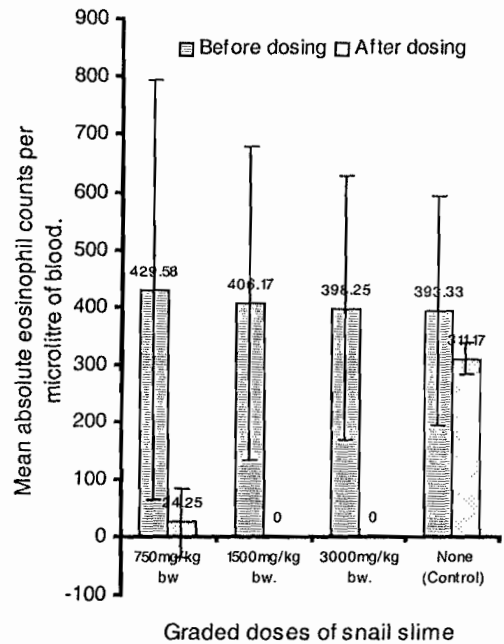 900
800
700
600
500
400
300
200
100
0
-100
Mean absolute eosinophil counts per
microlitre of blood.
Before dosing After dosing
429.58
24.25
406.17
0
398.25
0
393.33
311.17
750mg/kg
bw
1500mg/kg
bw.
3000mg/kg
bw.
None
(Control)
Graded doses of snail slime